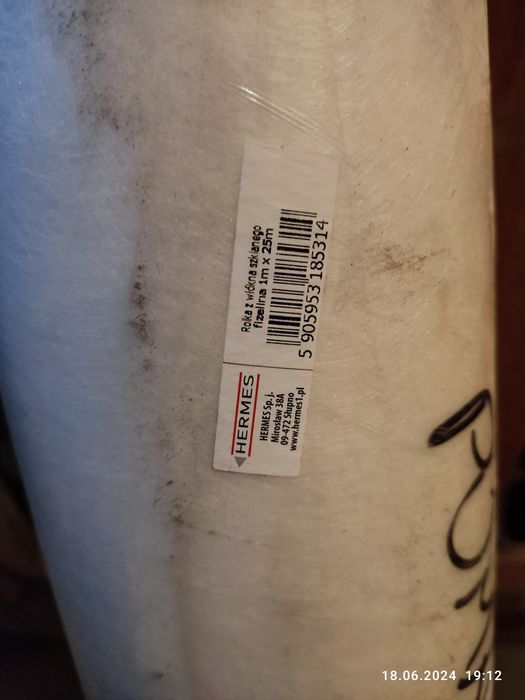 Rolka z włókna szklanego
fizelina 1m x 25m
5 905953 185314
HERMES
HERMES Sp. j.
Mirosław 38A
09-472 Słupno
www.hermes1.pl
18.06.2024 19:12